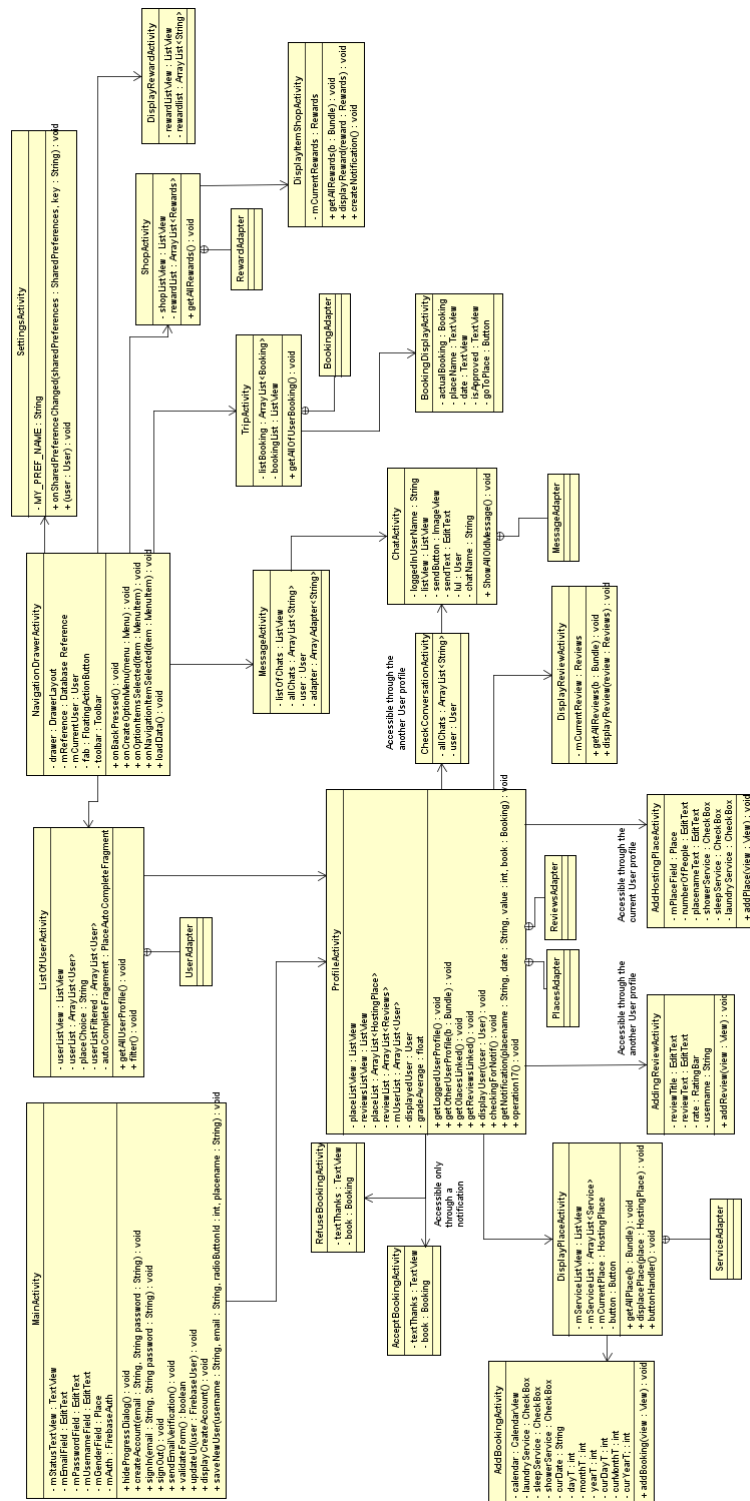 MainActivity
- mStatusTextView : TextView
- mEmailField : EditText
- mPasswordField : EditText
- mUsernameField : EditText
- mGenderField : Place
- mAuth : FirebaseAuth
+ hideProgressDialog() : void
+ createAccount(email : String, String password : String) : void
+ signIn(email : String, String password : String) : void
+ signOut() : void
+ sendEmailVerification() : void
+ validateForm() : boolean
+ updateUI(user : FirebaseUser) : void
+ displayCreateAccount() : void
+ saveNewUser(username : String, email : String, radioButtonId : int, placename : String) : void
ListOfUserActivity
- userListView : ListView
- userList : ArrayList<User>
- placeChoice : String
- userListFiltered : ArrayList<User>
- autoCompleteFragement : PlaceAutoCompleteFragment
+ getAllUserProfile() : void
+ filter() : void
UserAdapter
NavigationDrawerActivity
- drawer : DrawerLayout
- mReference : Database Reference
- mCurrentUser : User
- fab : FloatingActionButton
- toolbar : Toolbar
+ onBackPressed() : void
+ onCreateOptionMenu(menu : Menu) : void
+ onOptionItemsSelected(item : MenuItem) : void
+ onNavigationItemSelected(item : MenuItem) : void
+ loadData() : void
SettingsActivity
- MY_PREF_NAME : String
+ onSharedPreferenceChanged(sharedPreferences : SharedPreferences, key : String) : void
+ (user : User) : void
DisplayRewardActivity
- rewardListView : ListView
- rewardlist : ArrayList<String>
ShopActivity
- shopListView : ListView
- rewardList : ArrayList<Rewards>
+ getAllRewards() : void
RewardAdapter
DisplayItemShopActivity
- mCurrentRewards : Rewards
+ getAllRewards(b : Bundle) : void
+ displayReward(reward : Rewards) : void
+ createNotification() : void
TripActivity
- listBooking : ArrayList<Booking>
- bookingList : ListView
+ getAllOfUserBooking() : void
BookingAdapter
BookingDisplayActivity
- actualBooking : Booking
- placeName : TextView
- date : TextView
- isApproved : TextView
- goToPlace : Button
MessageActivity
- listOfChats : ListView
- allChats : ArrayList<String>
- user : User
- adapter : ArrayAdapter<String>
ChatActivity
- loggedInUserName : String
- listView : ListView
- sendButton : ImageView
- sendText : EditText
- lul : User
- chatName : String
+ ShowAllOldMessage() : void
MessageAdapter
Accessible through the
another User profile
CheckConversationActivity
- allChats : ArrayList<String>
- user : User
ProfileActivity
- placeListView : ListView
- reviewsListView : ListView
- placeList : ArrayList<HostingPlace>
- reviewList : ArrayList<Reviews>
- mUserList : ArrayList<User>
- displayedUser : User
- gradeAverage : float
+ getLoggedUserProfile() : void
+ getOtherUserProfile(b : Bundle) : void
+ getOlacesLinked() : void
+ getReviewsLinked() : void
+ displayUser(user : User) : void
+ checkingForNotif() : void
+ getNotification(placename : String, date : String, value : int, book : Booking) : void
+ operation17() : void
PlacesAdapter
ReviewsAdapter
DisplayReviewActivity
- mCurrentReview : Reviews
+ getAllReviews(b : Bundle) : void
+ displayReview(review : Reviews) : void
Accessible through the
current User profile
AddHostingPlaceActivity
- mPlaceField : Place
- numberOfPeople : EditText
- placenameText : EditText
- showerService : CheckBox
- sleepService : CheckBox
- laundryService : CheckBox
+ addPlace(view : View) : void
Accessible through the
another User profile
AddingReviewActivity
- reviewTitle : EditText
- reviewText : EditText
- rate : RatingBar
- username : String
+ addReview(view : View) : void
RefuseBookingActivity
- textThanks : TextView
- book : Booking
Accessible only
through a
notification
AcceptBookingActivity
- textThanks : TextView
- book : Booking
DisplayPlaceActivity
- mServiceListView : ListView
- mServiceList : ArrayList<Service>
- mCurrentPlace : HostingPlace
- button : Button
+ getAllPlace(b : Bundle) : void
+ displacePlace(place : HostingPlace) : void
+ buttonHandler() : void
ServiceAdapter
AddBookingActivity
- calendar : CalendarView
- laundryService : CheckBox
- sleepService : CheckBox
- showerService : CheckBox
- curDate : String
- dayT : int
- monthT : int
- yearT : int
- curDayT : int
- curMonthT : int
- curYearT : int
+ addBooking(view : View) : void